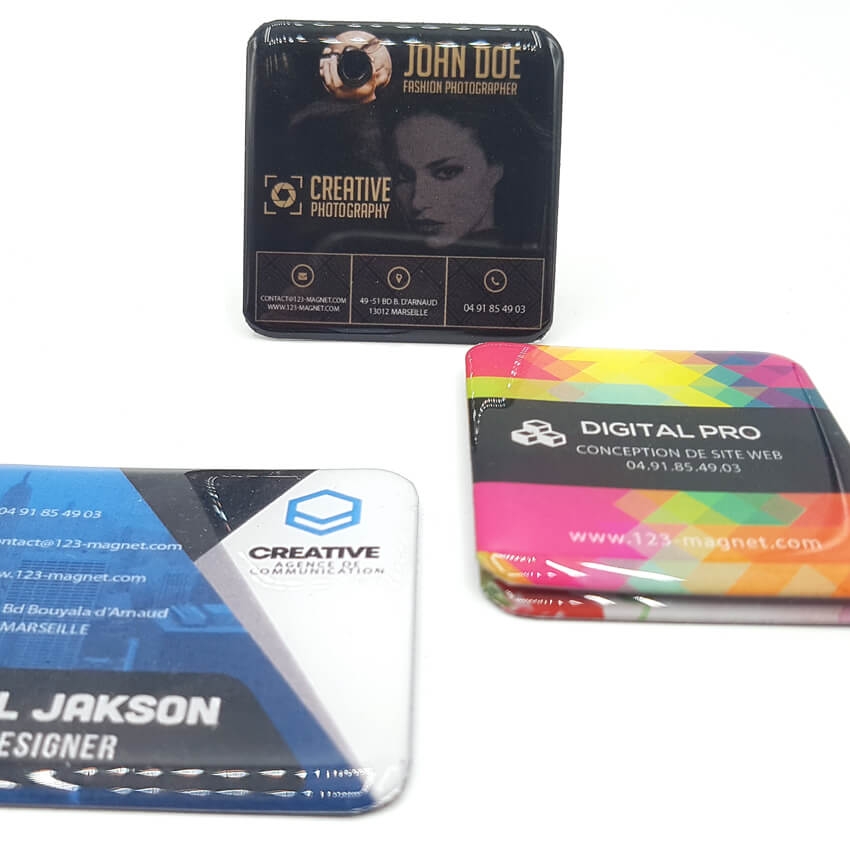 JOHN DOE
FASHION PHOTOGRAPHER
CREATIVE
PHOTOGRAPHY
CONTACT@123-MAGNET.COM
WWW.123-MAGNET.COM
49 -51 BD B. D'ARNAUD
13012 MARSEILLE
04 91 85 49 03
DIGITAL PRO
CONCEPTION DE SITE WEB
04.91.85.49.03
www.123-magnet.com
04 91 85 49 03
ontact@123-magnet.com
w.123-magnet.com
Bd Bouyala d'Arnaud
MARSEILLE
CREATIVE
AGENCE DE
COMMUNICATION
L JAKSON
ESIGNER